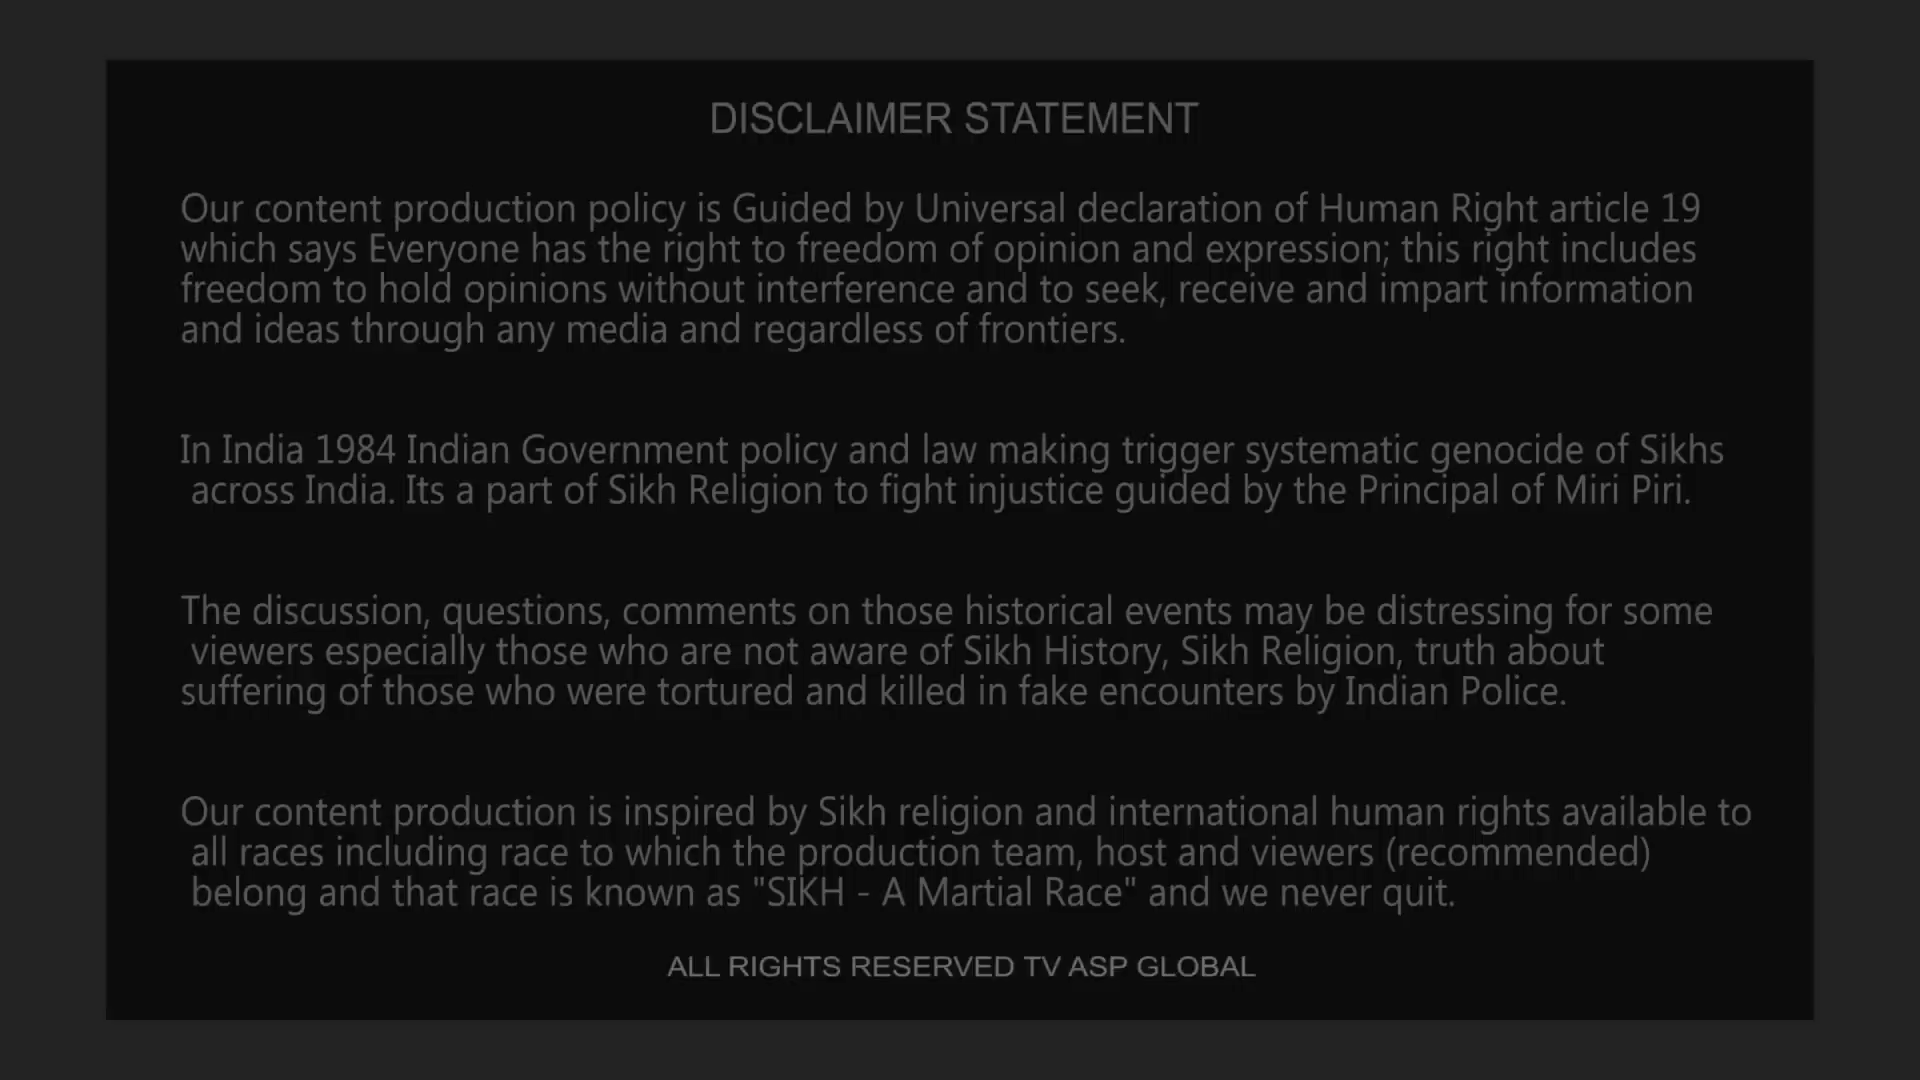 DISCLAIMER STATEMENT
Our content production policy is Guided by Universal declaration of Human Right article 19
which says Everyone has the right to freedom of opinion and expression; this right includes
freedom to hold opinions without interference and to seek, receive and impart information
and ideas through any media and regardless of frontiers.
In India 1984 Indian Government policy and law making trigger systematic genocide of Sikhs
across India. Its a part of Sikh Religion to fight injustice guided by the Principal of Miri Piri.
The discussion, questions, comments on those historical events may be distressing for some
viewers especially those who are not aware of Sikh History, Sikh Religion, truth about
suffering of those who were tortured and killed in fake encounters by Indian Police.
Our content production is inspired by Sikh religion and international human rights available to
all races including race to which the production team, host and viewers (recommended)
belong and that race is known as "SIKH - A Martial Race" and we never quit.
ALL RIGHTS RESERVED TV ASP GLOBAL